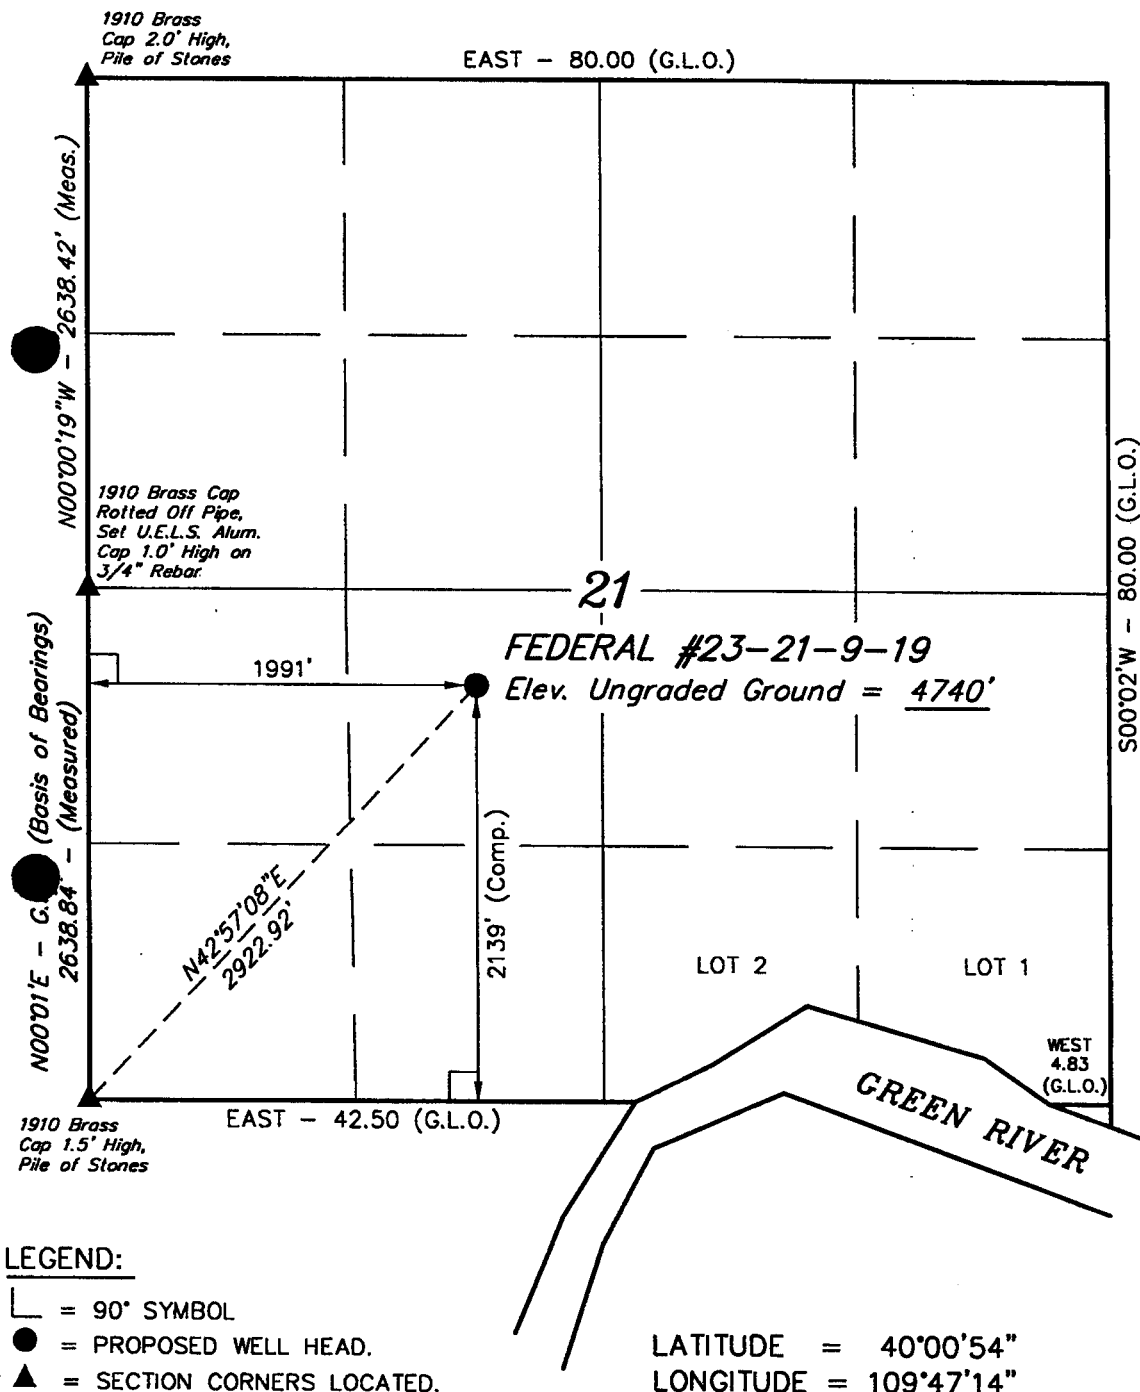 1910 Brass
Cap 2.0' High,
Pile of Stones
EAST - 80.00 (G.L.O.)
N00°00'19"W - 2638.42' (Meas.)
1910 Brass Cap
Rotted Off Pipe,
Set U.E.L.S. Alum.
Cap 1.0' High on
3/4" Rebar
21
FEDERAL #23-21-9-19
Elev. Ungraded Ground = 4740'
1991'
S00°02'W - 80.00 (G.L.O.)
N00°01'E - G. (Basis of Bearings)
2638.84' - (Measured)
N42°57'08"E
2922.92'
2139' (Comp.)
LOT 2
LOT 1
WEST
4.83
(G.L.O.)
GREEN RIVER
EAST - 42.50 (G.L.O.)
1910 Brass
Cap 1.5' High,
Pile of Stones
LEGEND:
= 90° SYMBOL
= PROPOSED WELL HEAD.
= SECTION CORNERS LOCATED.
LATITUDE = 40°00'54"
LONGITUDE = 109°47'14"